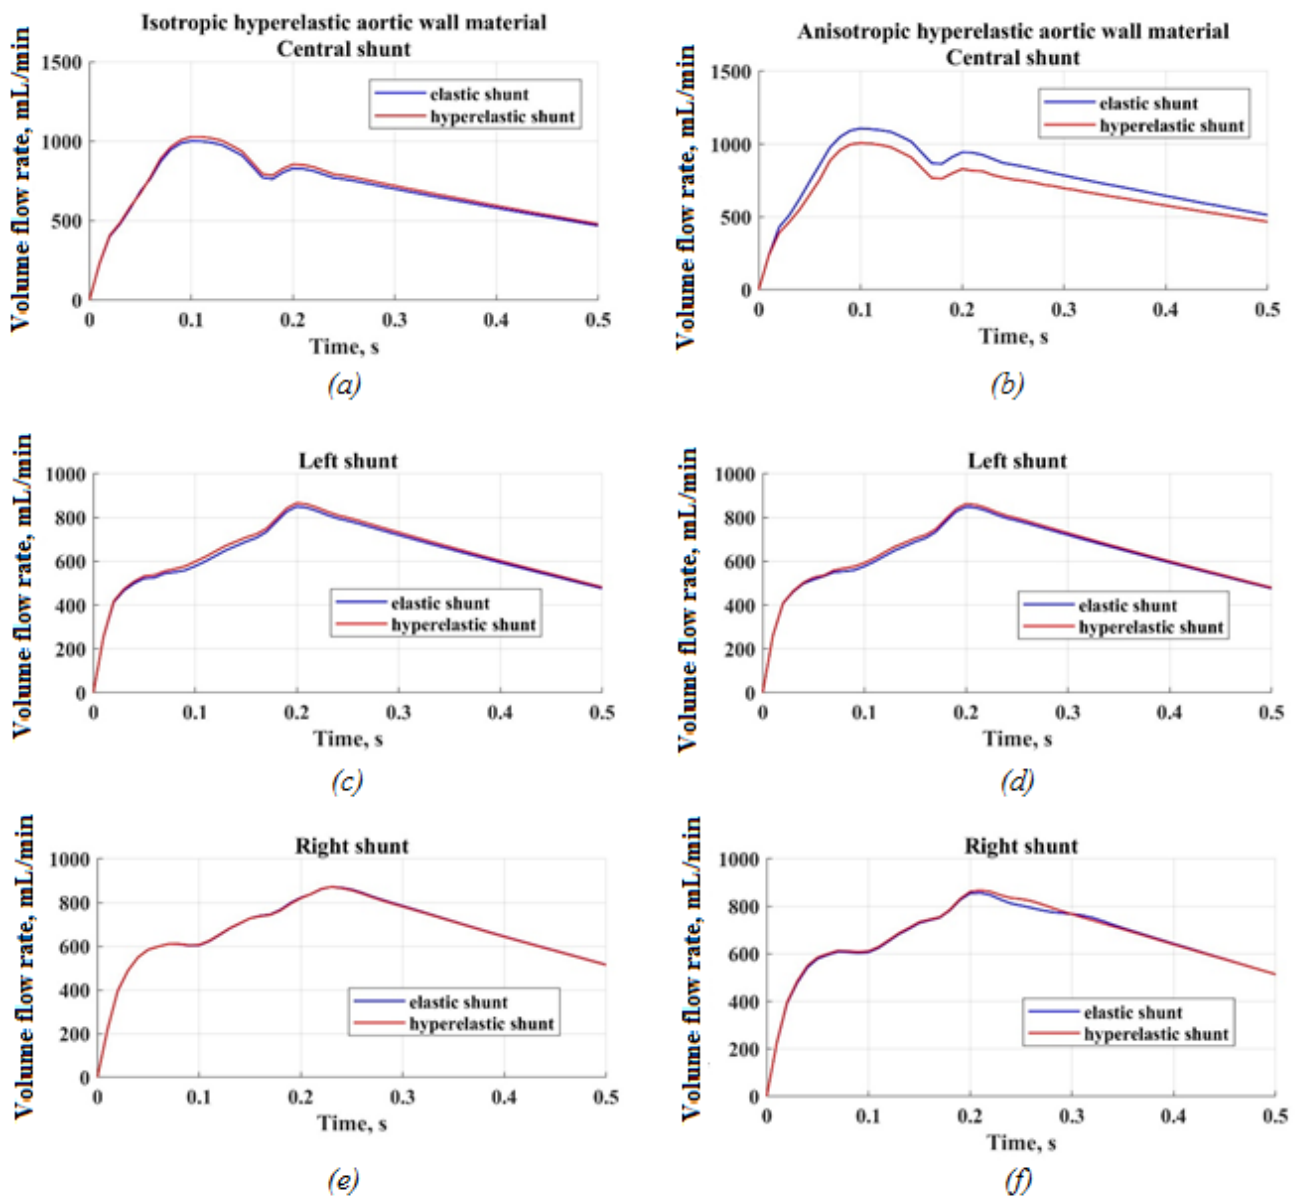 Isotropic hyperelastic aortic wall material
Central shunt
Volume flow rate, mL/min
1500
1000
500
0
elastic shunt
hyperelastic shunt
0 0.1 0.2 0.3 0.4 0.5
Time, s
(a)
Anisotropic hyperelastic aortic wall material
Central shunt
Volume flow rate, mL/min
1500
1000
500
0
elastic shunt
hyperelastic shunt
0 0.1 0.2 0.3 0.4 0.5
Time, s
(b)
Left shunt
Volume flow rate, mL/min
1000
800
600
400
200
0
elastic shunt
hyperelastic shunt
0 0.1 0.2 0.3 0.4 0.5
Time, s
(c)
Left shunt
Volume flow rate, mL/min
1000
800
600
400
200
0
elastic shunt
hyperelastic shunt
0 0.1 0.2 0.3 0.4 0.5
Time, s
(d)
Right shunt
Volume flow rate, mL/min
1000
800
600
400
200
0
elastic shunt
hyperelastic shunt
0 0.1 0.2 0.3 0.4 0.5
Time, s
(e)
Right shunt
Volume flow rate, mL/min
1000
800
600
400
200
0
elastic shunt
hyperelastic shunt
0 0.1 0.2 0.3 0.4 0.5
Time, s
(f)